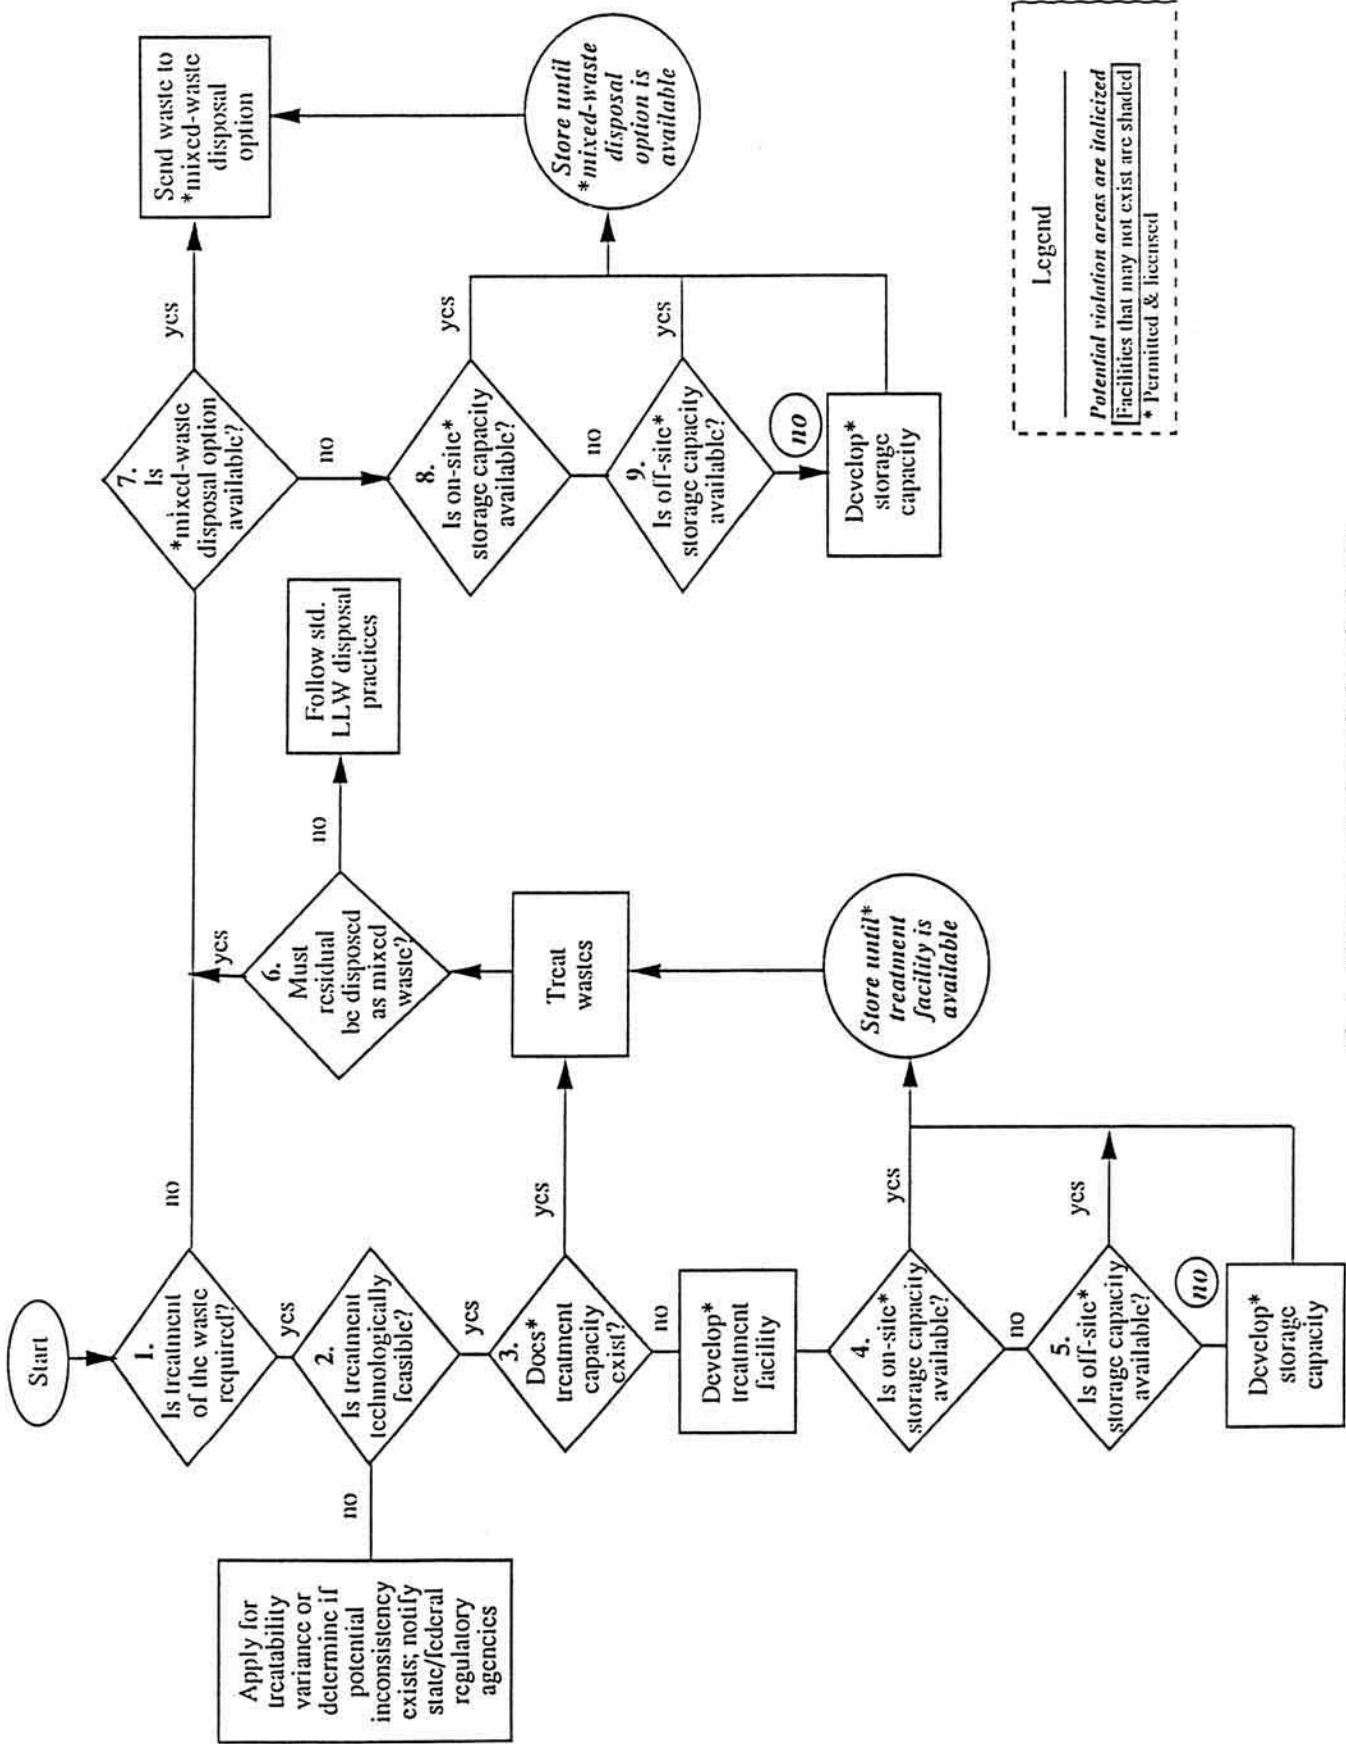 Start
1.
Is treatment
of the waste
required?
no
yes
2.
Is treatment
technologically
feasible?
no
Apply for
treatability
variance or
determine if
potential
inconsistency
exists; notify
state/federal
regulatory
agencies
yes
3.
Does*
treatment
capacity
exist?
yes
no
Develop*
treatment
facility
4.
Is on-site*
storage capacity
available?
yes
no
5.
Is off-site*
storage capacity
available?
yes
no
Develop*
storage
capacity
Store until*
treatment
facility is
available
Treat
wastes
6.
Must
residual
be disposed
as mixed
waste?
yes
no
Follow std.
LLW disposal
practices
7.
Is
*mixed-waste
disposal option
available?
yes
Send waste to
*mixed-waste
disposal
option
no
8.
Is on-site*
storage capacity
available?
yes
no
9.
Is off-site*
storage capacity
available?
yes
no
Develop*
storage
capacity
Store until
*mixed-waste
disposal
option is
available
Legend
Potential violation areas are italicized
Facilities that may not exist are shaded
* Permitted & licensed